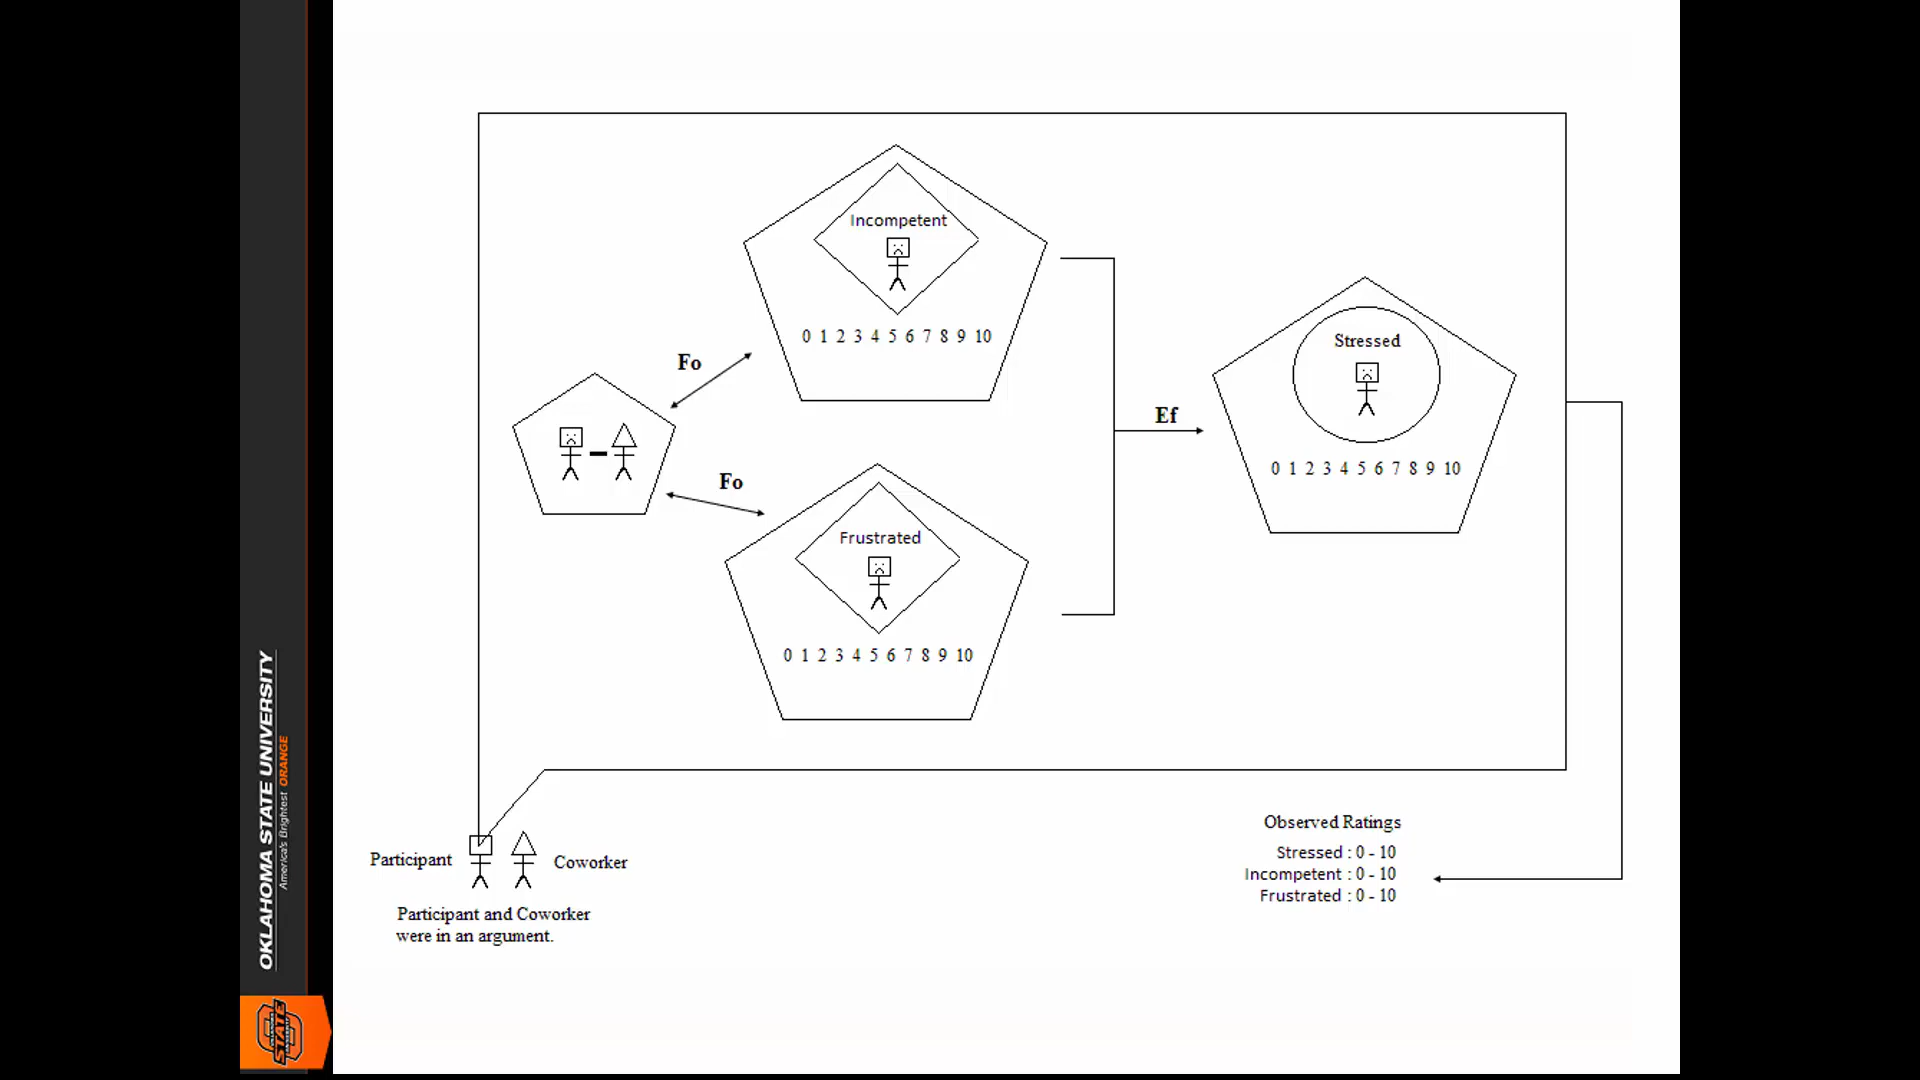 Incompetent
0 1 2 3 4 5 6 7 8 9 10
Fo
Stressed
0 1 2 3 4 5 6 7 8 9 10
Ef
Fo
Frustrated
0 1 2 3 4 5 6 7 8 9 10
Participant
Coworker
Participant and Coworker
were in an argument.
Observed Ratings
Stressed : 0 - 10
Incompetent : 0 - 10
Frustrated : 0 - 10
OKLAHOMA STATE UNIVERSITY
America's Brightest ORANGE
STATE